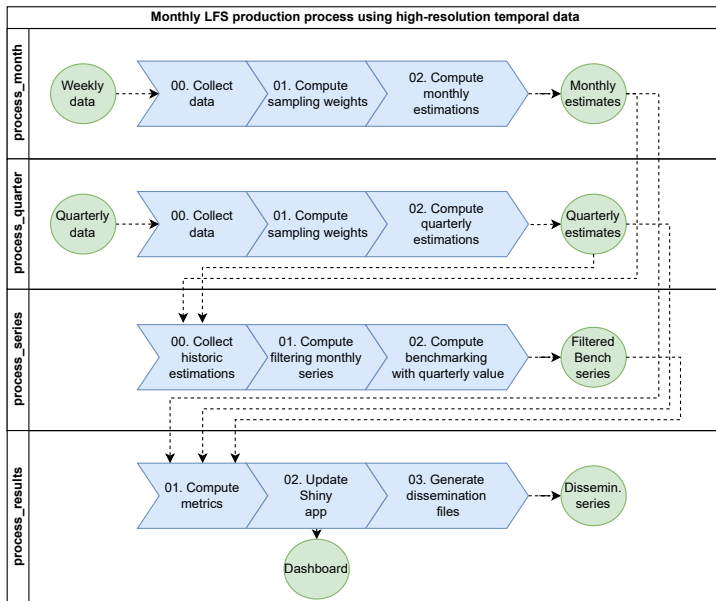 Monthly LFS production process using high-resolution temporal data
process_month
Weekly
data
00. Collect
data
01. Compute
sampling weights
02. Compute
monthly
estimations
Monthly
estimates
process_quarter
Quarterly
data
00. Collect
data
01. Compute
sampling weights
02. Compute
quarterly
estimations
Quarterly
estimates
process_series
00. Collect
historic
estimations
01. Compute
filtering monthly
series
02. Compute
benchmarking
with quarterly value
Filtered
Bench
series
process_results
01. Compute
metrics
02. Update
Shiny
app
03. Generate
dissemination
files
Dissemin.
series
Dashboard